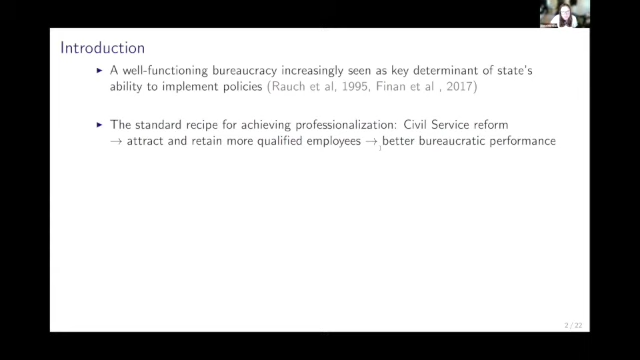 Introduction
▶ A well-functioning bureaucracy increasingly seen as key determinant of state's
ability to implement policies (Rauch et al, 1995, Finan et al , 2017)
▶ The standard recipe for achieving professionalization: Civil Service reform
→ attract and retain more qualified employees → better bureaucratic performance
2 / 22